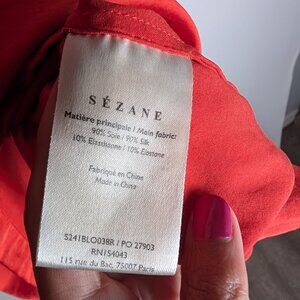 SÉZANE
Matière principale / Main fabric:
90% Soie / 90% Silk
10% Elasthanne / 10% Elastane
Fabriqué en Chine
Made in China
S241BLO038R / PO 27903
RN154043
115 rue du bac, 75007 Paris